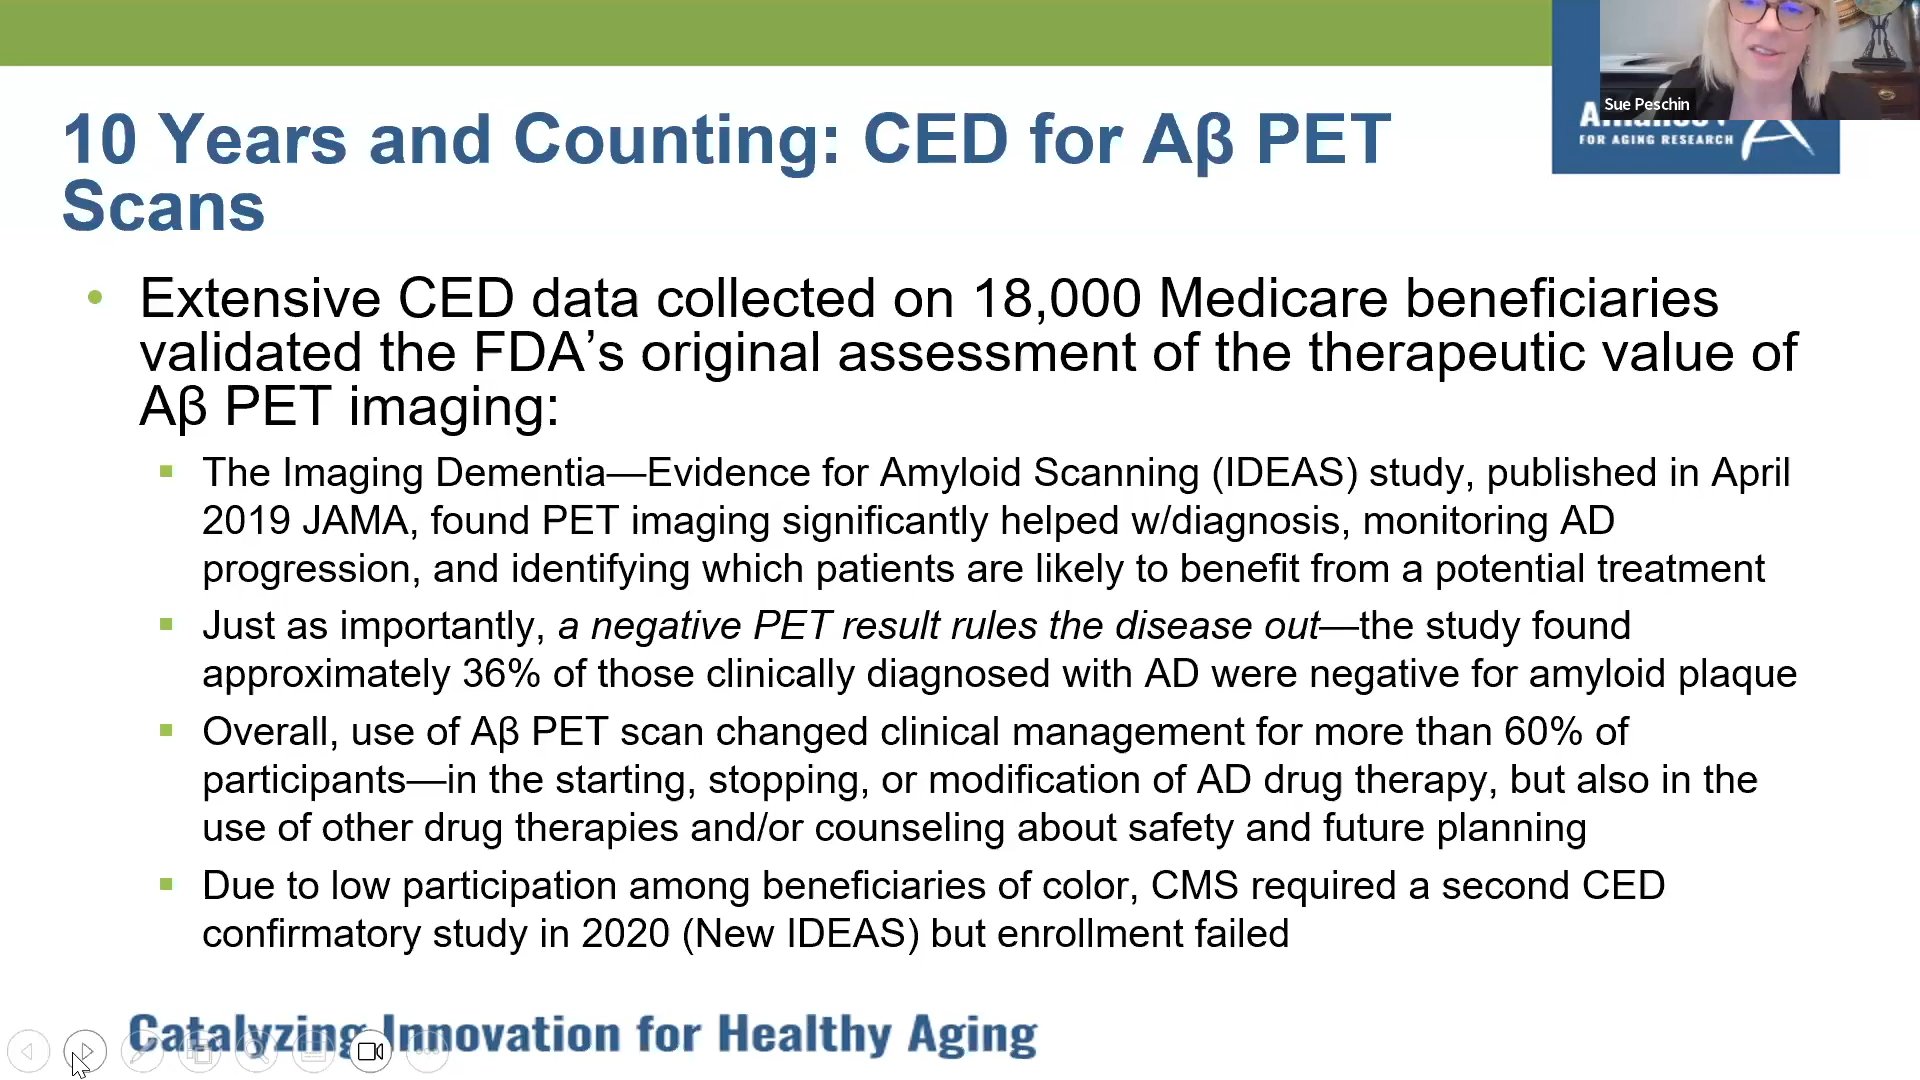 Sue Peschin
FOR AGING RESEARCH
10 Years and Counting: CED for Aβ PET
Scans
• Extensive CED data collected on 18,000 Medicare beneficiaries
validated the FDA’s original assessment of the therapeutic value of
Aβ PET imaging:
▪ The Imaging Dementia—Evidence for Amyloid Scanning (IDEAS) study, published in April
2019 JAMA, found PET imaging significantly helped w/diagnosis, monitoring AD
progression, and identifying which patients are likely to benefit from a potential treatment
▪ Just as importantly, a negative PET result rules the disease out—the study found
approximately 36% of those clinically diagnosed with AD were negative for amyloid plaque
▪ Overall, use of Aβ PET scan changed clinical management for more than 60% of
participants—in the starting, stopping, or modification of AD drug therapy, but also in the
use of other drug therapies and/or counseling about safety and future planning
▪ Due to low participation among beneficiaries of color, CMS required a second CED
confirmatory study in 2020 (New IDEAS) but enrollment failed
Catalyzing Innovation for Healthy Aging